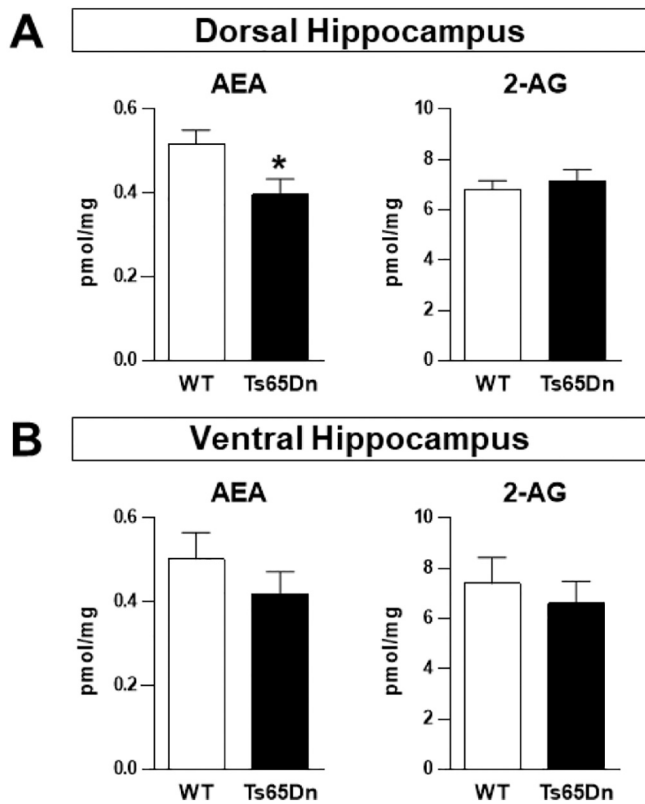 A
Dorsal Hippocampus
AEA
2-AG
pmol/mg
0.6
0.4
0.2
0.0
*
WT
Ts65Dn
pmol/mg
10
8
6
4
2
0
WT
Ts65Dn
B
Ventral Hippocampus
AEA
2-AG
pmol/mg
0.6
0.4
0.2
0.0
WT
Ts65Dn
pmol/mg
10
8
6
4
2
0
WT
Ts65Dn